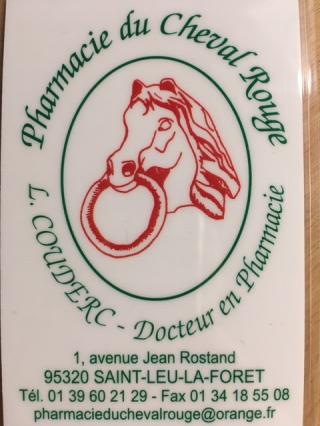 Pharmacie du Cheval Rouge
L. COUDERC - Docteur en Pharmacie
1, avenue Jean Rostand
95320 SAINT-LEU-LA-FORET
Tél. 01 39 60 21 29 - Fax 01 34 18 55 08
pharmacieduchevalrouge@orange.fr